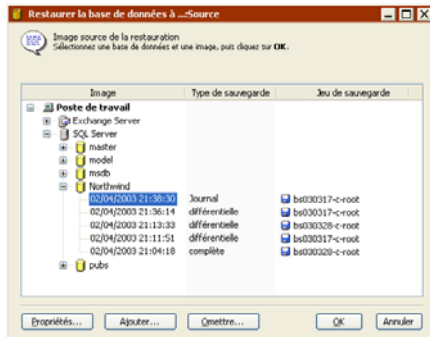 Restaurer la base de données à ...:Source
Image source de la restauration
Sélectionnez une base de données et une image, puis cliquez sur OK.
Image Type de sauvegarde Jeu de sauvegarde
Poste de travail
Exchange Server
SQL Server
master
model
msdb
Northwind
02/04/2003 21:38:30 Journal bs030317-c-root
02/04/2003 21:36:14 différentielle bs030317-c-root
02/04/2003 21:13:33 différentielle bs030328-c-root
02/04/2003 21:11:51 différentielle bs030328-c-root
02/04/2003 21:04:18 complète bs030328-c-root
pubs
Propriétés... Ajouter... Omettre... OK Annuler